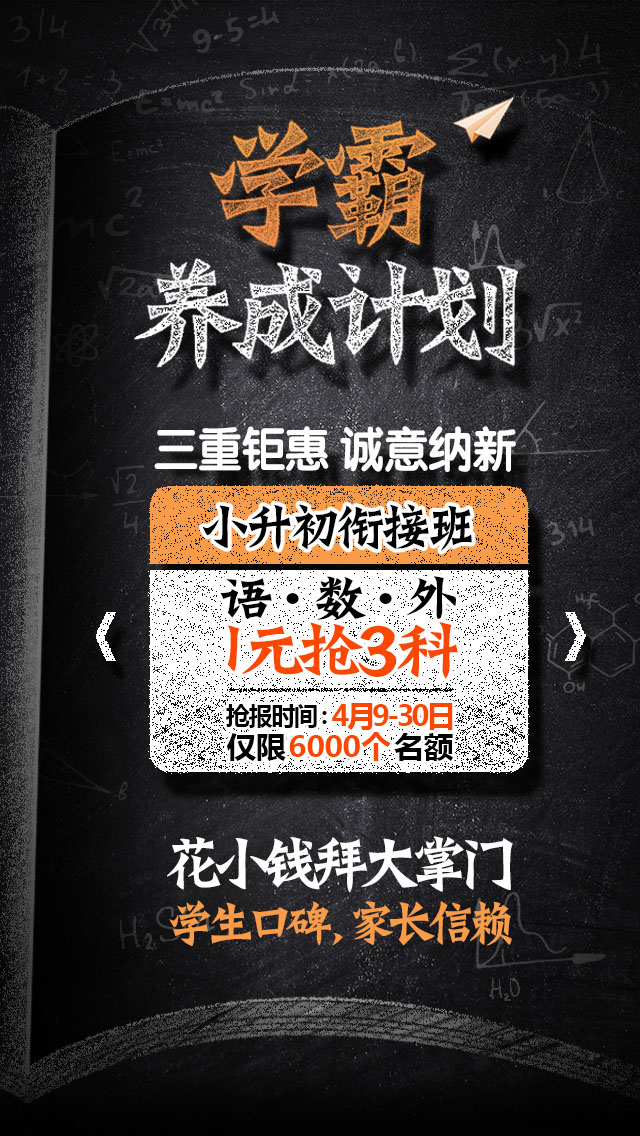 学霸
养成计划
三重钜惠 诚意纳新
小升初衔接班
语·数·外
1元抢3科
抢报时间:4月9-30日
仅限6000个名额
花小钱拜大掌门
学生口碑,家长信赖